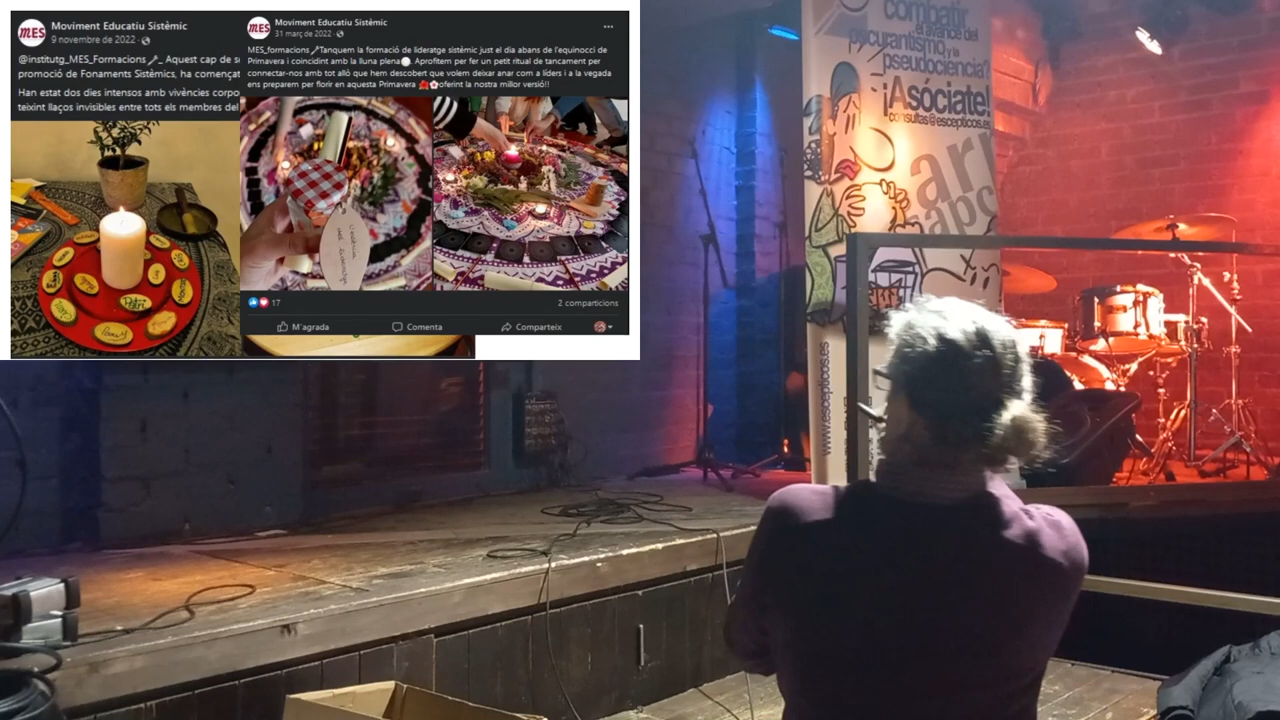 MES
Moviment Educatiu Sistèmic
9 novembre de 2022 ·
@institutg_MES_Formacions 🪄_ Aquest cap de
promoció de Fonaments Sistèmics, ha començat
Han estat dos dies intensos amb vivències
teixint llaços invisibles entre tots els membres del
Petri
MES
Moviment Educatiu Sistèmic
31 març de 2022 ·
MES_formacions 🪄Tanquem la formació de lideratge sistèmic just el dia abans de l'equinocci de
Primavera i coincidint amb la lluna plena🌕. Aprofitem per fer un petit ritual de tancament per
connectar-nos amb tot allò que hem descobert que volem deixar anar com a líders i a la vegada
ens preparem per florir en aquesta Primavera 🌺🌸oferint la nostra millor versió!!
17
2 comparticions
M'agrada
Comenta
Comparteix
combatir
el avance del
y la
pseudociencia?
¡Asóciate!
consultas@escepticos.es
www.escepticos.es